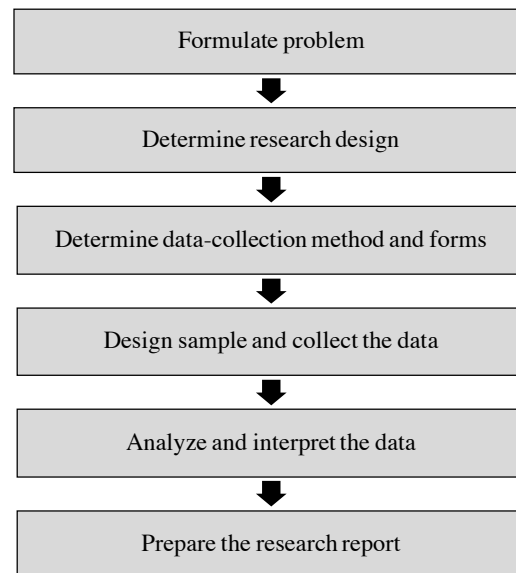 Formulate problem
Determine research design
Determine data-collection method and forms
Design sample and collect the data
Analyze and interpret the data
Prepare the research report